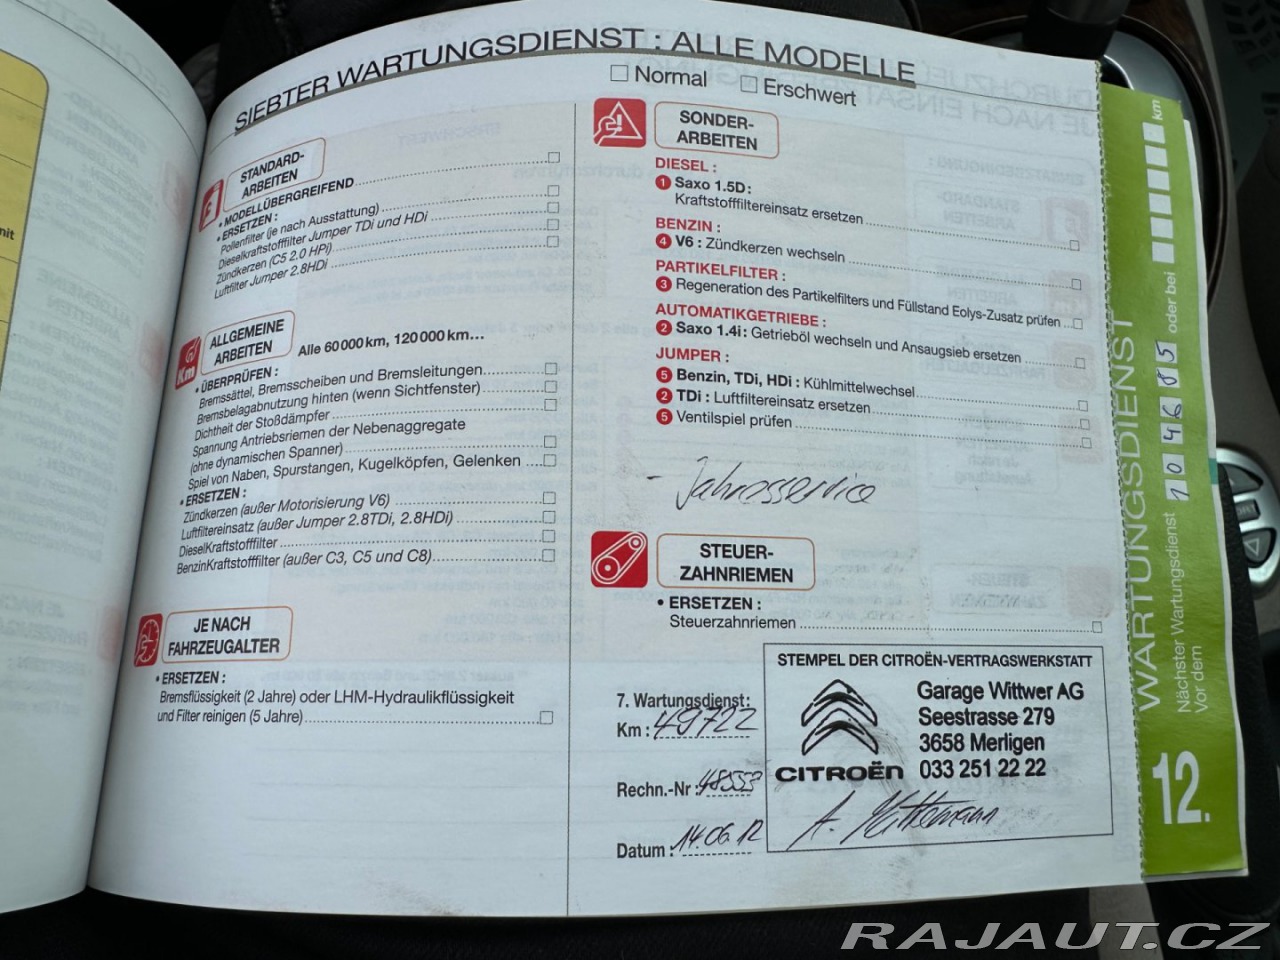 SIEBTER WARTUNGSDIENST : ALLE MODELLE
Normal
Erschwert
STANDARD-
ARBEITEN
• MODELLÜBERGREIFEND
• ERSETZEN :
Pollenfilter (je nach Ausstattung)
Dieselkraftstofffilter Jumper TDi und HDi
Zündkerzen (C5 2.0 HPi)
Luftfilter Jumper 2.8HDi
Km
ALLGEMEINE
ARBEITEN
Alle 60 000 km, 120 000 km...
• ÜBERPRÜFEN :
Bremssättel, Bremsscheiben und Bremsleitungen
Bremsbelagabnutzung hinten (wenn Sichtfenster)
Dichtheit der Stoßdämpfer
Spannung Antriebsriemen der Nebenaggregate
(ohne dynamischen Spanner)
Spiel von Naben, Spurstangen, Kugelköpfen, Gelenken
• ERSETZEN :
Zündkerzen (außer Motorisierung V6)
Luftfiltereinsatz (außer Jumper 2.8TDi, 2.8HDi)
DieselKraftstofffilter
BenzinKraftstofffilter (außer C3, C5 und C8)
JE NACH
FAHRZEUGALTER
• ERSETZEN :
Bremsflüssigkeit (2 Jahre) oder LHM-Hydraulikflüssigkeit
und Filter reinigen (5 Jahre)
SONDER-
ARBEITEN
DIESEL :
1 Saxo 1.5D :
Kraftstofffiltereinsatz ersetzen
BENZIN :
4 V6 : Zündkerzen wechseln
PARTIKELFILTER :
3 Regeneration des Partikelfilters und Füllstand Eolys-Zusatz prüfen
AUTOMATIKGETRIEBE :
2 Saxo 1.4i : Getrieböl wechseln und Ansaugsieb ersetzen
JUMPER :
5 Benzin, TDi, HDi : Kühlmittelwechsel
2 TDi : Luftfiltereinsatz ersetzen
5 Ventilspiel prüfen
- Jahresservice
STEUER-
ZAHNRIEMEN
• ERSETZEN :
Steuerzahnriemen
7. Wartungsdienst:
Km : 49722
Rechn.-Nr : 48553
Datum : 14.06.12
STEMPEL DER CITROËN-VERTRAGSWERKSTATT
CITROËN
Garage Wittwer AG
Seestrasse 279
3658 Merligen
033 251 22 22
WARTUNGSDIENST
Nächster Wartungsdienst
Vor dem
oder bei
km
12.
mit
RAJAUT.CZ